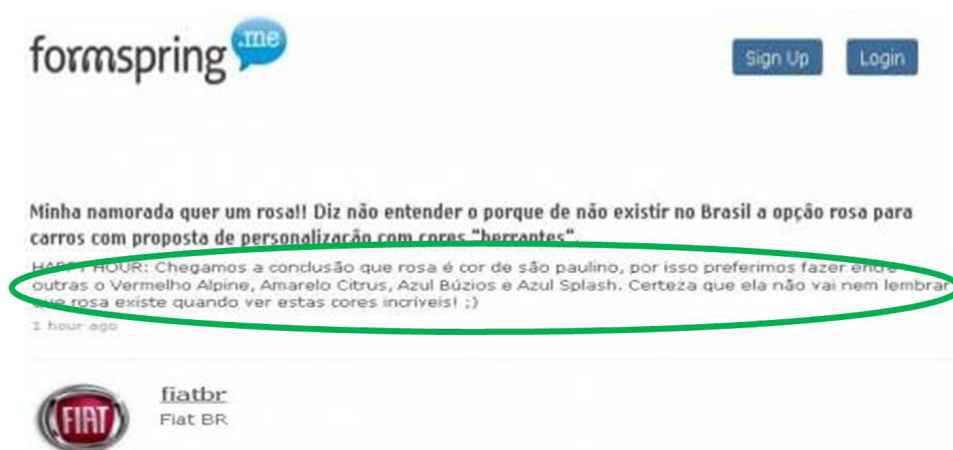 formspring.me
Sign Up Login
Minha namorada quer um rosa!! Diz não entender o porque de não existir no Brasil a opção rosa para
carros com proposta de personalização com cores "berrantes".
HAPPY HOUR: Chegamos a conclusão que rosa é cor de são paulino, por isso preferimos fazer entre
outras o Vermelho Alpine, Amarelo Citrus, Azul Búzios e Azul Splash. Certeza que ela não vai nem lembrar
que rosa existe quando ver estas cores incríveis! ;)
1 hour ago
FIAT
fiatbr
Fiat BR